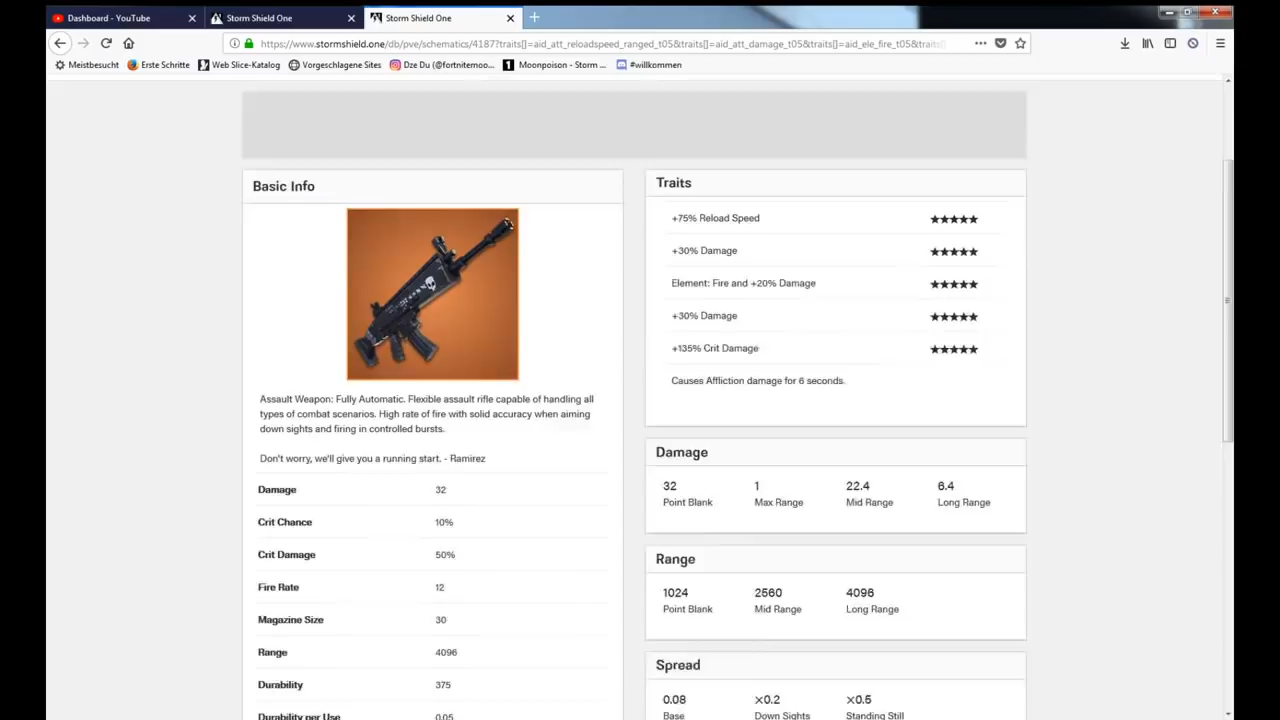 Dashboard - YouTube
Storm Shield One
Storm Shield One
https://www.stormshield.one/db/pve/schematics/4187?traits[]=aid_att_reloadspeed_ranged_t05&traits[]=aid_att_damage_t05&traits[]=aid_ele_fire_t05&traits[]
Meistbesucht Erste Schritte Web Slice-Katalog Vorgeschlagene Sites Dze Du (@fortnitemoo... Moonpoison - Storm ... #willkommen
Basic Info
Assault Weapon: Fully Automatic. Flexible assault rifle capable of handling all
types of combat scenarios. High rate of fire with solid accuracy when aiming
down sights and firing in controlled bursts.
Don't worry, we'll give you a running start. - Ramirez
Damage 32
Crit Chance 10%
Crit Damage 50%
Fire Rate 12
Magazine Size 30
Range 4096
Durability 375
Durability per Use 0.05
Traits
+75% Reload Speed ★★★★★
+30% Damage ★★★★★
Element: Fire and +20% Damage ★★★★★
+30% Damage ★★★★★
+135% Crit Damage ★★★★★
Causes Affliction damage for 6 seconds.
Damage
32 1 22.4 6.4
Point Blank Max Range Mid Range Long Range
Range
1024 2560 4096
Point Blank Mid Range Long Range
Spread
0.08 ×0.2 ×0.5
Base Down Sights Standing Still